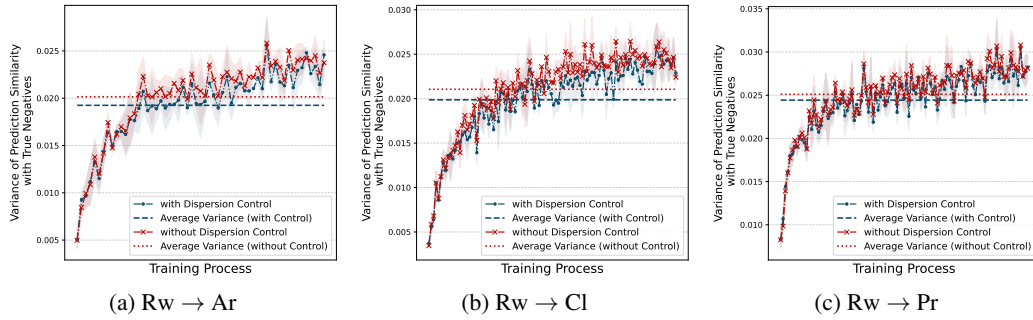 Variance of Prediction Similarity
with True Negatives
0.025
0.020
0.015
0.010
0.005
with Dispersion Control
Average Variance (with Control)
without Dispersion Control
Average Variance (without Control)
Training Process
(a) Rw → Ar
Variance of Prediction Similarity
with True Negatives
0.030
0.025
0.020
0.015
0.010
0.005
with Dispersion Control
Average Variance (with Control)
without Dispersion Control
Average Variance (without Control)
Training Process
(b) Rw → Cl
Variance of Prediction Similarity
with True Negatives
0.035
0.030
0.025
0.020
0.015
0.010
with Dispersion Control
Average Variance (with Control)
without Dispersion Control
Average Variance (without Control)
Training Process
(c) Rw → Pr